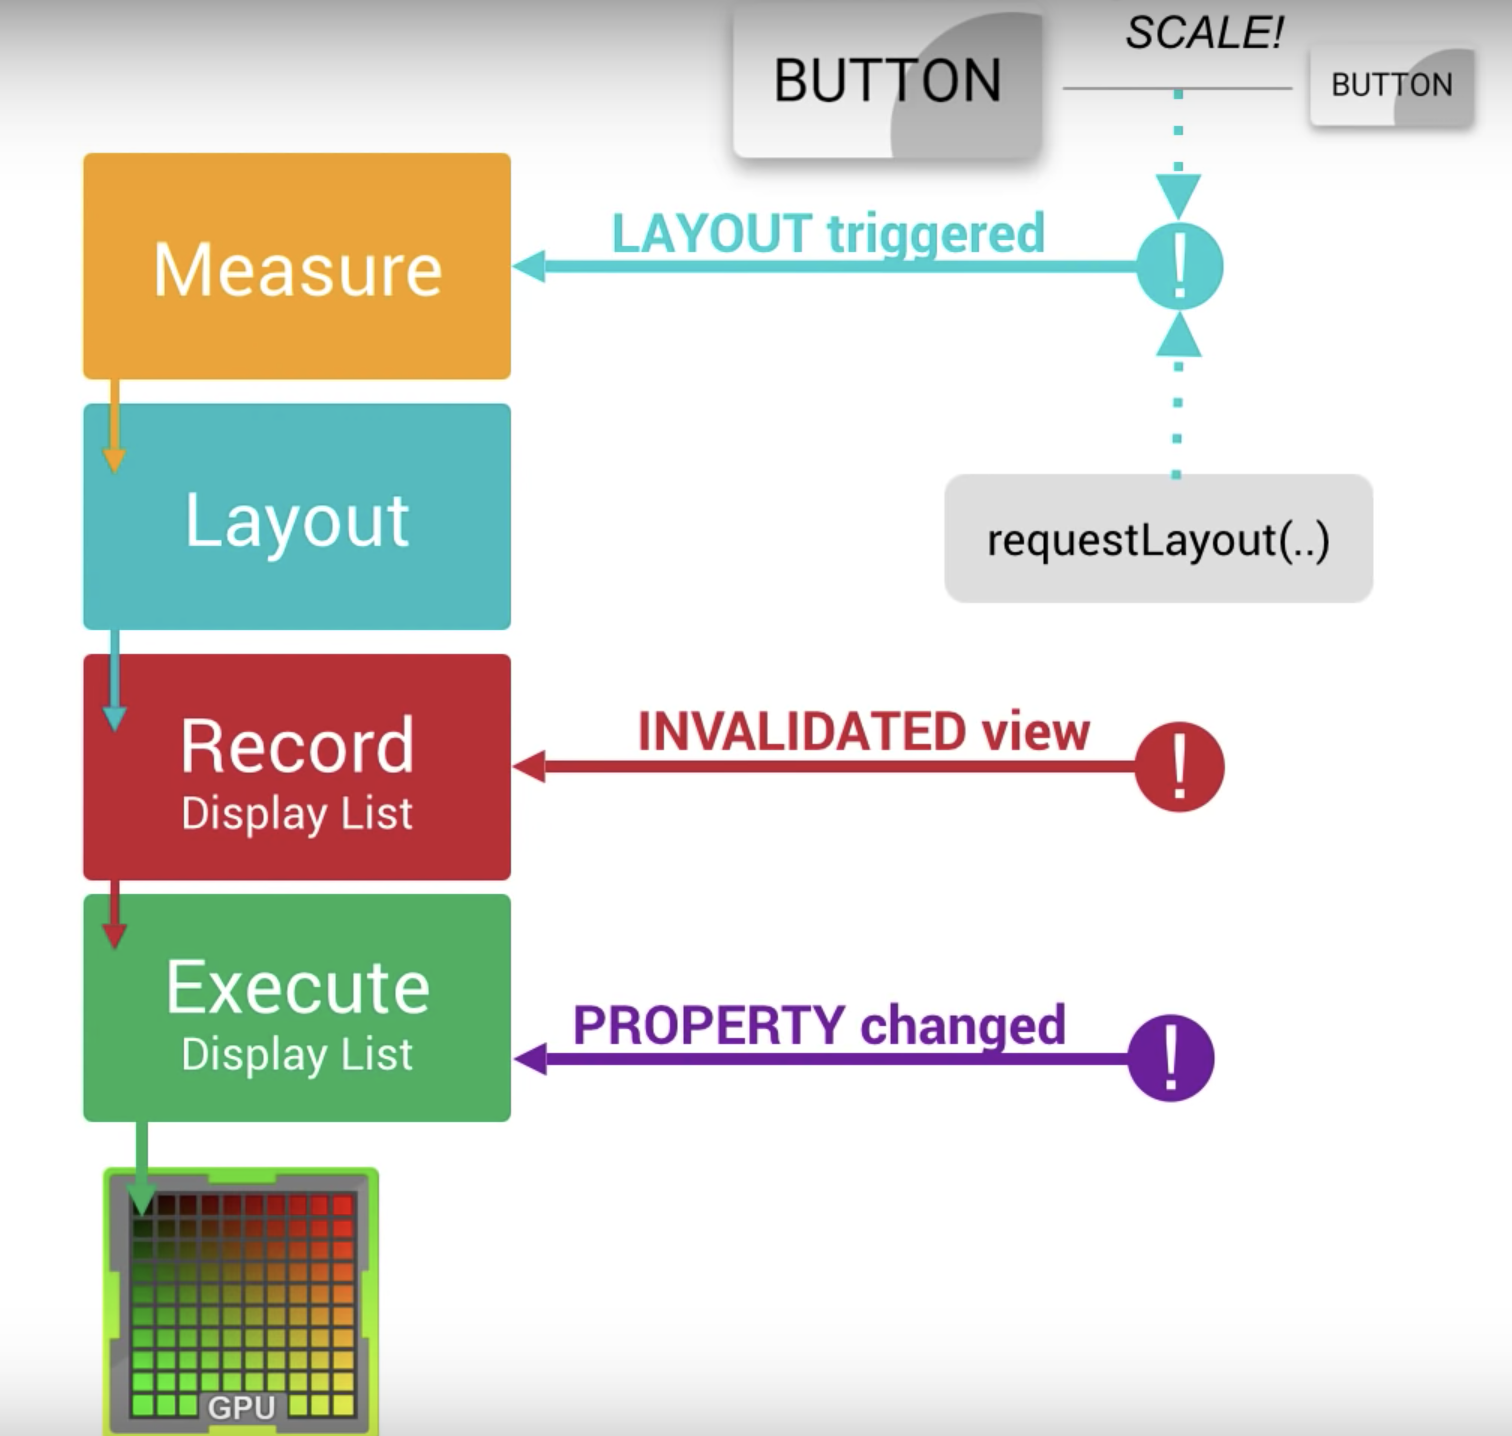 SCALE!
BUTTON
BUTTON
Measure
LAYOUT triggered
!
Layout
requestLayout(..)
Record
Display List
INVALIDATED view
!
Execute
Display List
PROPERTY changed
!
GPU